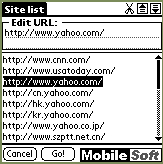 Site list
Edit URL:
http://www.yahoo.com/
http://www.cnn.com/
http://www.usatoday.com/
http://www.yahoo.com/
http://cn.yahoo.com/
http://hk.yahoo.com/
http://kr.yahoo.com/
http://www.yahoo.co.jp/
http://www.szptt.net.cn/
Cancel Go! Mobile Soft